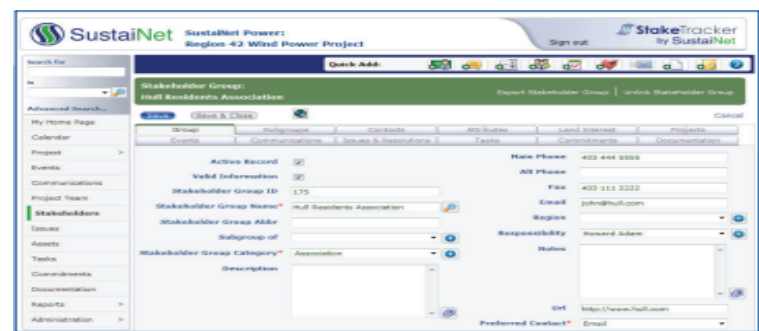 SustaiNet
SustaiNet Power:
Region 42 Wind Power Project
Sign out
StakeTracker
by SustaiNet
Search For
Quick Add:
in
Stakeholder Group:
Hull Residents Association
Export Stakeholder Group | Unlink Stakeholder Group
Advanced Search...
Save
Save & Close
Cancel
My Home Page
Calendar
Project >
Events
Communications
Project Team
Stakeholders
Issues
Assets
Tasks
Commitments
Documentation
Reports >
Administration >
Group
Subgroups
Contacts
Attributes
Land Interest
Projects
Events
Communications
Issues & Resolutions
Tasks
Commitments
Documentation
Active Record
Valid Information
Stakeholder Group ID 175
Stakeholder Group Name* Hull Residents Association
Stakeholder Group Abbr
Subgroup of
Stakeholder Group Category* Association
Description
Main Phone 403 444 5555
Alt Phone
Fax 403 111 2222
Email john@hull.com
Region
Responsibility Howard Adam
Notes
Url http://www.hull.com
Preferred Contact* Email